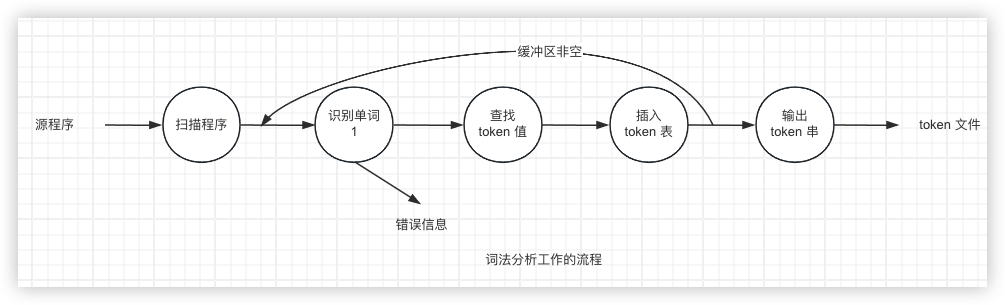 缓冲区非空
源程序
扫描程序
识别单词
1
查找
token 值
插入
token 表
输出
token 串
token 文件
错误信息
词法分析工作的流程